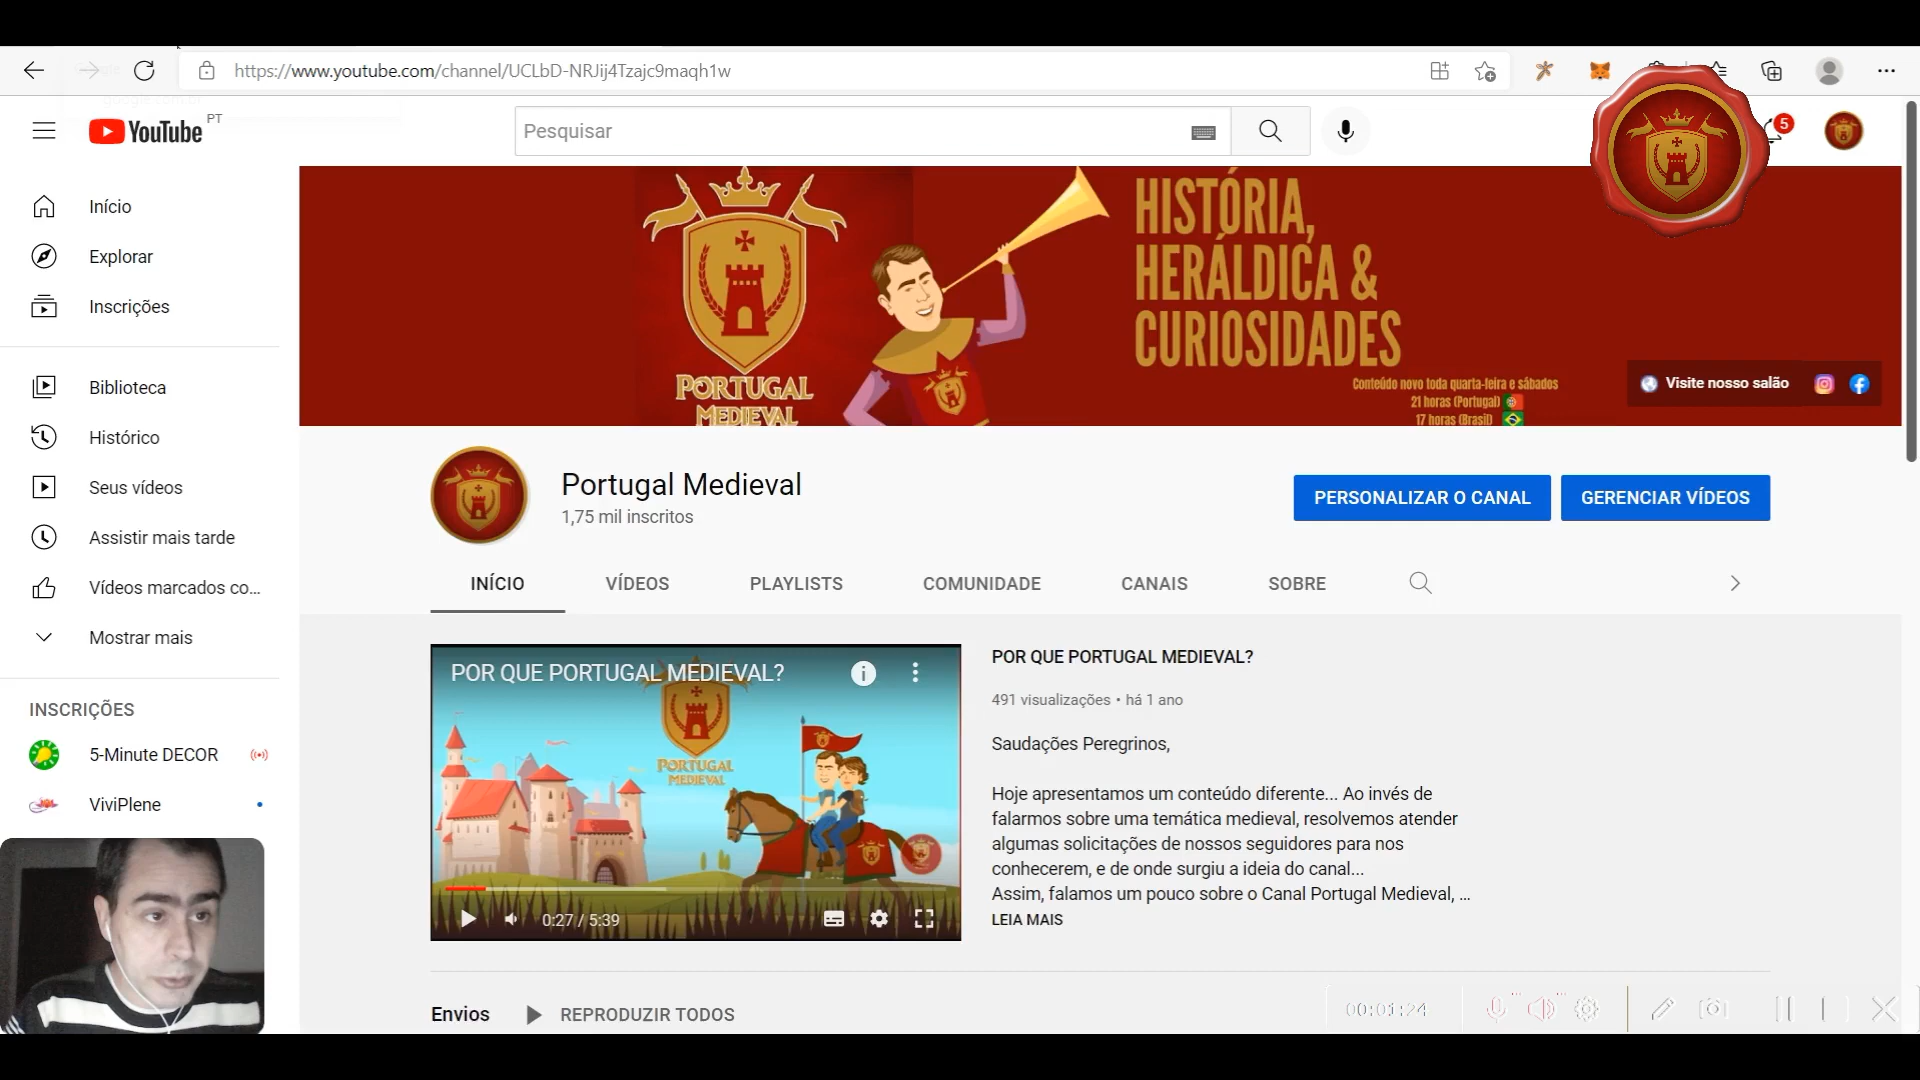 https://www.youtube.com/channel/UCLbD-NRJij4Tzajc9maqh1w
YouTube PT
Pesquisar
5
Início
Explorar
Inscrições
Biblioteca
Histórico
Seus vídeos
Assistir mais tarde
Vídeos marcados co...
Mostrar mais
INSCRIÇÕES
5-Minute DECOR
ViviPlene
PORTUGAL
MEDIEVAL
HISTÓRIA,
HERÁLDICA &
CURIOSIDADES
Conteúdo novo toda quarta-feira e sábados
21 horas (Portugal)
17 horas (Brasil)
Visite nosso salão
Portugal Medieval
1,75 mil inscritos
PERSONALIZAR O CANAL
GERENCIAR VÍDEOS
INÍCIO VÍDEOS PLAYLISTS COMUNIDADE CANAIS SOBRE
POR QUE PORTUGAL MEDIEVAL?
PORTUGAL
MEDIEVAL
0:27 / 5:39
POR QUE PORTUGAL MEDIEVAL?
491 visualizações • há 1 ano
Saudações Peregrinos,
Hoje apresentamos um conteúdo diferente... Ao invés de
falarmos sobre uma temática medieval, resolvemos atender
algumas solicitações de nossos seguidores para nos
conhecerem, e de onde surgiu a ideia do canal...
Assim, falamos um pouco sobre o Canal Portugal Medieval, ...
LEIA MAIS
Envios
REPRODUZIR TODOS
00:01:24